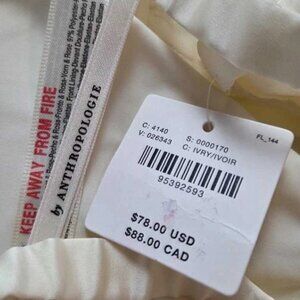 KEEP AWAY FROM FIRE
by ANTHROPOLOGIE
C: 4140
S: 0000170
FL_144
V: 026343
C: IVRY/IVOIR
95392593
$78.00 USD
$88.00 CAD